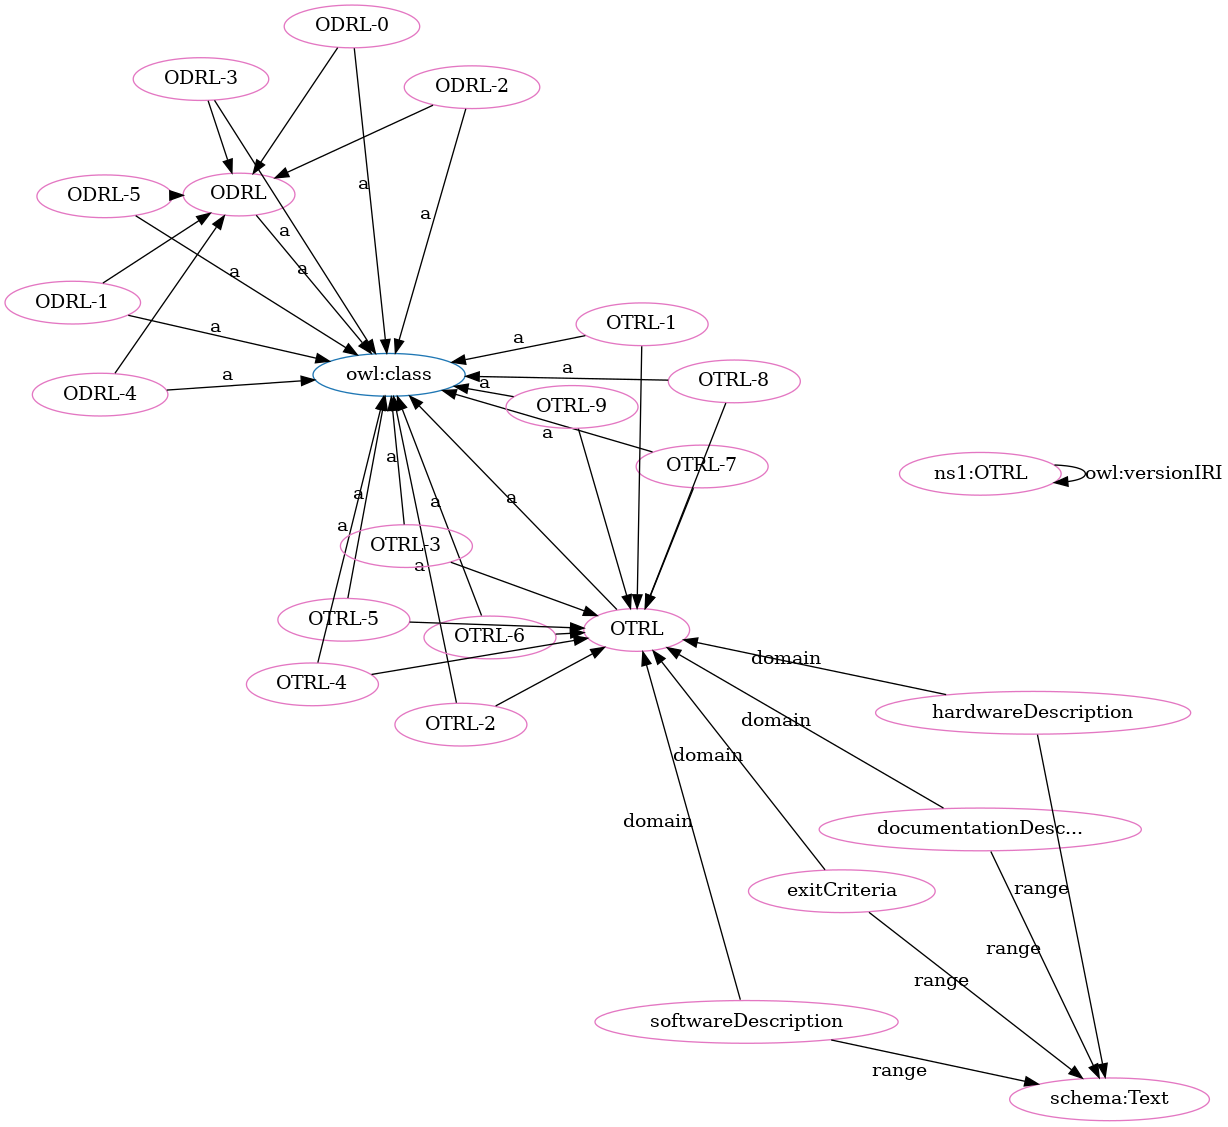 ODRL-0
ODRL-3
ODRL-2
a
ODRL-5
ODRL
a
a
a
a
ODRL-1
a
OTRL-1
a
owl:class
a
OTRL-8
ODRL-4
a
a
OTRL-9
a
a
OTRL-7
ns1:OTRL
owl:versionIRI
a
a
a
a
OTRL-3
a
OTRL-5
OTRL-6
OTRL
domain
OTRL-4
OTRL-2
domain
hardwareDescription
domain
domain
documentationDesc...
exitCriteria
range
range
range
softwareDescription
range
schema:Text